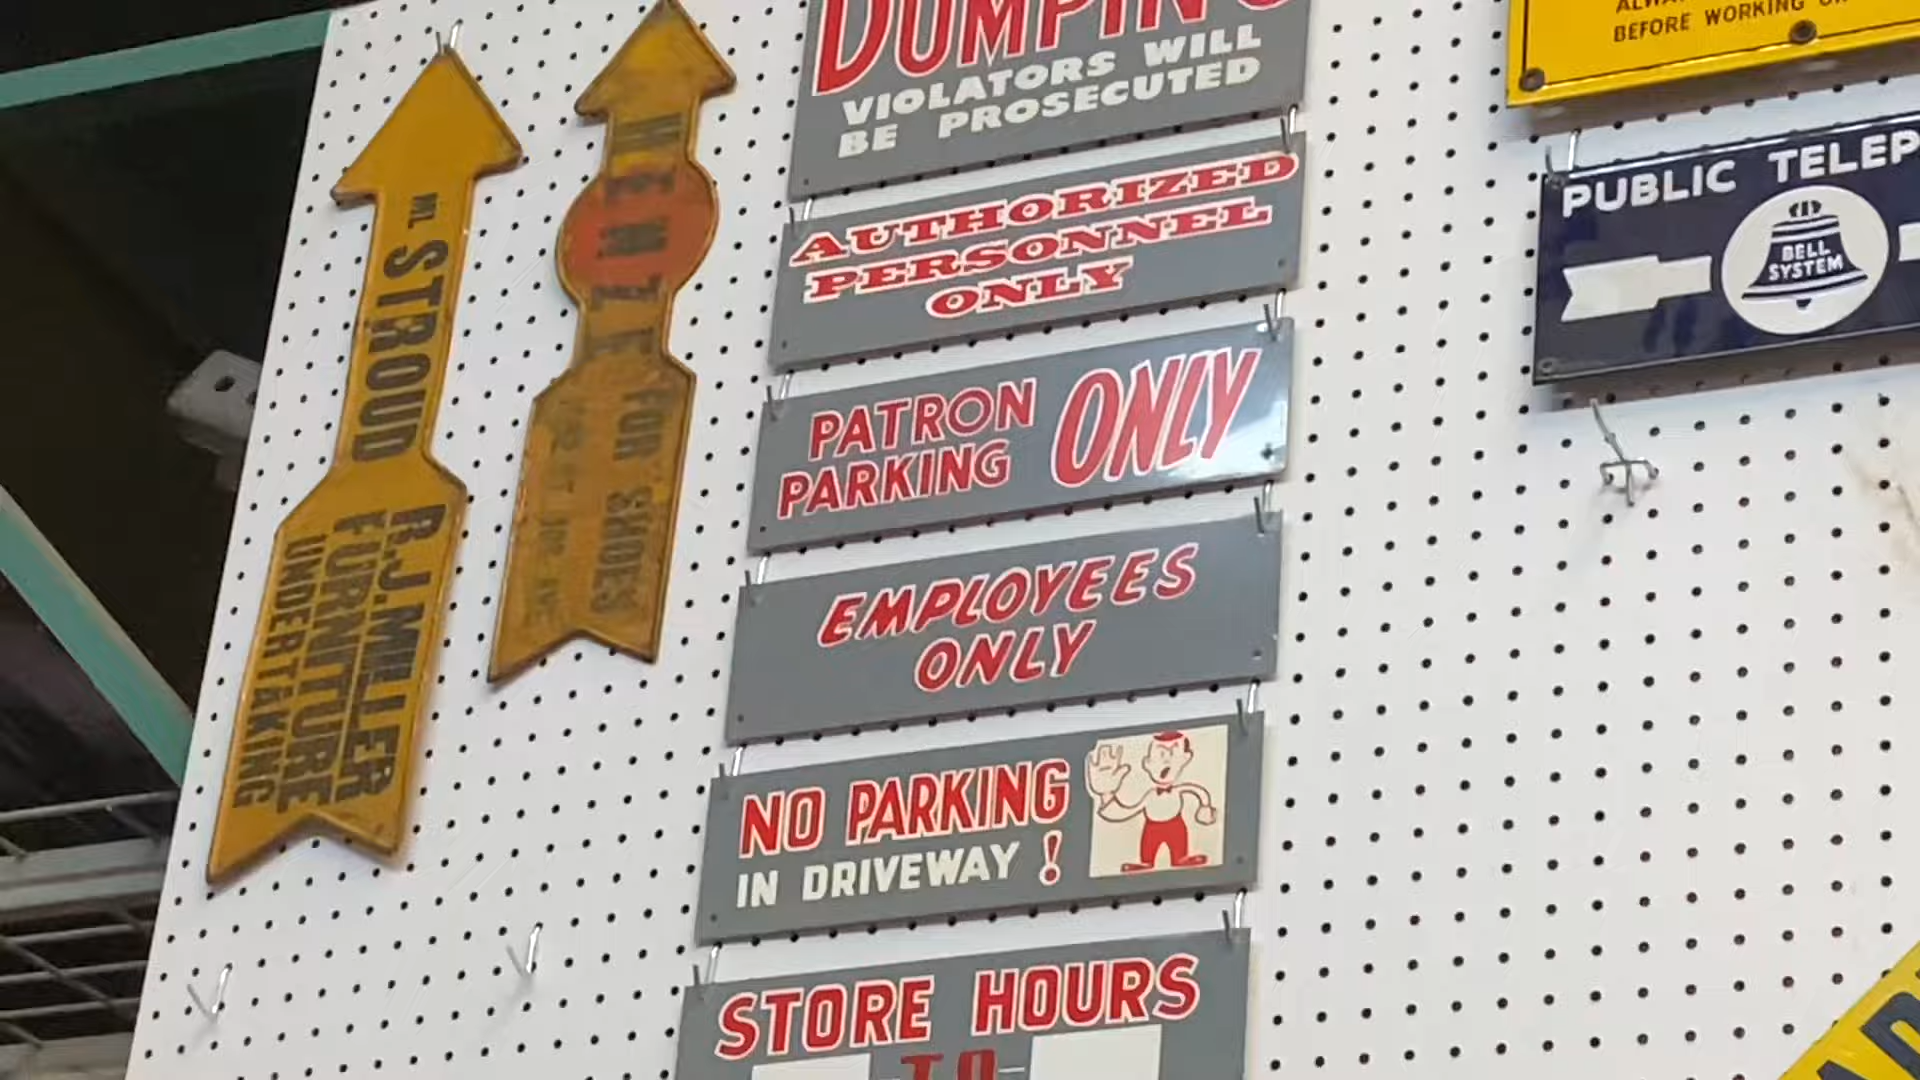 M. STROUD
R.J. MILLER
FURNITURE
UNDERTAKING
FOR SHOES
DUMPING
VIOLATORS WILL
BE PROSECUTED
AUTHORIZED
PERSONNEL
ONLY
PATRON
PARKING
ONLY
EMPLOYEES
ONLY
NO PARKING
IN DRIVEWAY!
STORE HOURS
TO
BEFORE WORKING
PUBLIC TELEP
BELL
SYSTEM